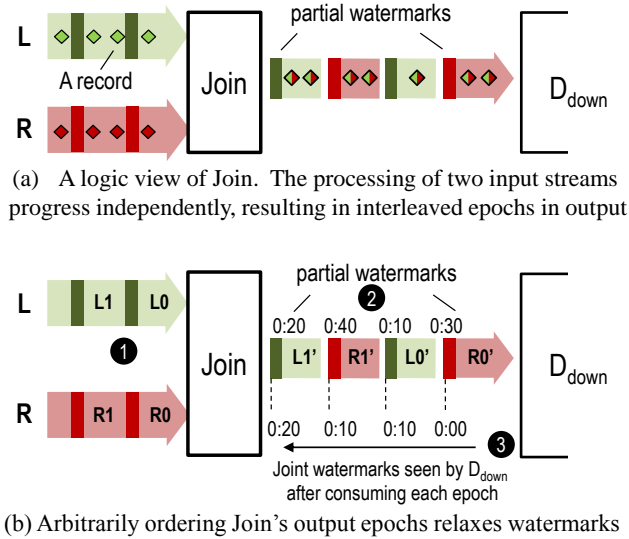 L
partial watermarks
A record
Join
D_down
R
(a) A logic view of Join. The processing of two input streams
progress independently, resulting in interleaved epochs in output
partial watermarks
2
L
L1 L0
0:20 0:40 0:10 0:30
1
Join
L1' R1' L0' R0'
D_down
R
R1 R0
0:20 0:10 0:10 0:00
3
Joint watermarks seen by D_down
after consuming each epoch
(b) Arbitrarily ordering Join's output epochs relaxes watermarks